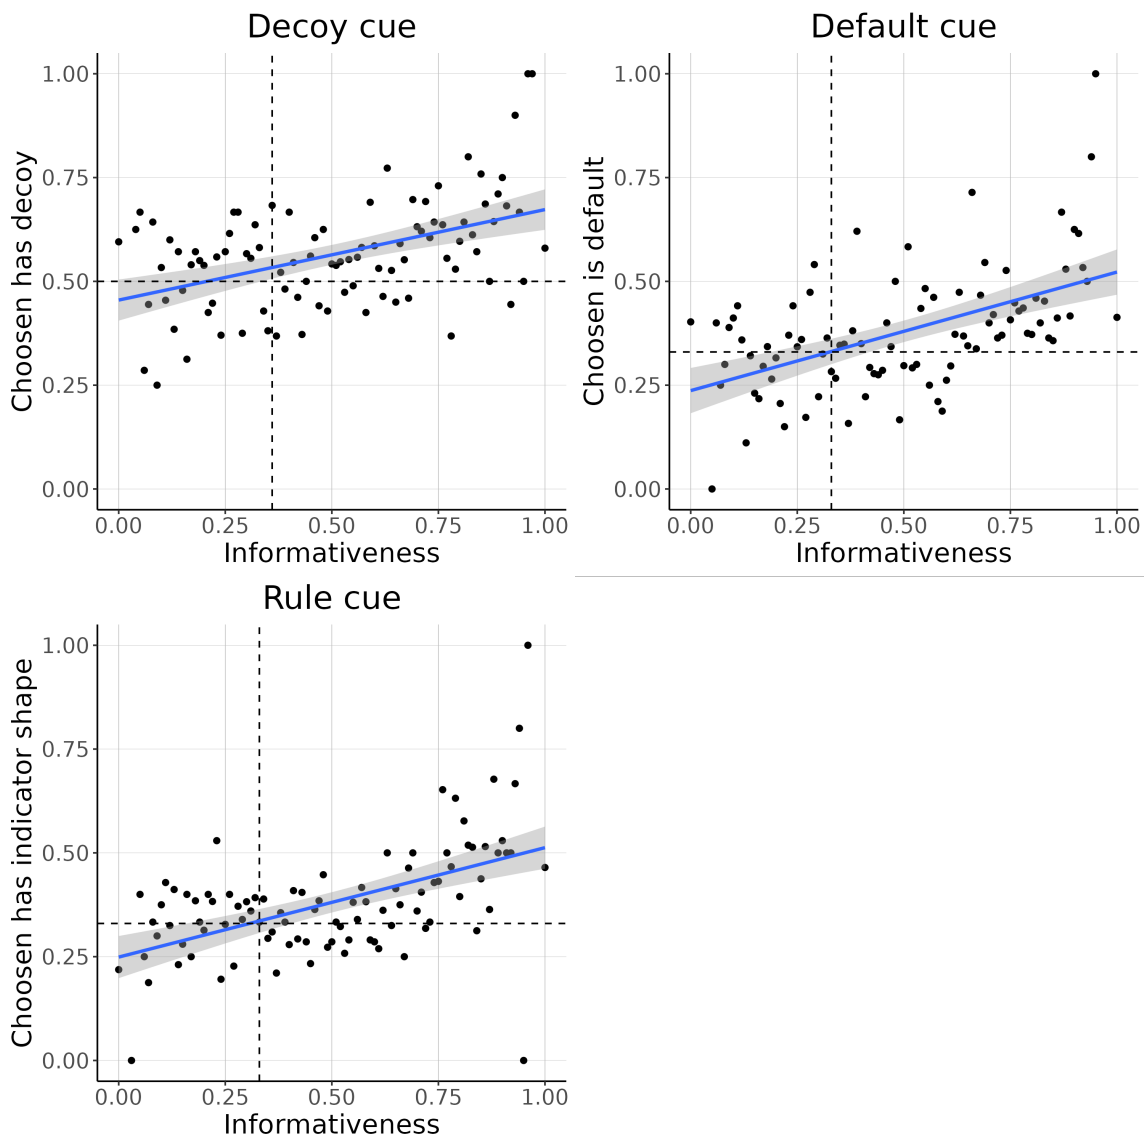 Decoy cue
Choosen has decoy
1.00
0.75
0.50
0.25
0.00
0.00 0.25 0.50 0.75 1.00
Informativeness
Default cue
Choosen is default
1.00
0.75
0.50
0.25
0.00
0.00 0.25 0.50 0.75 1.00
Informativeness
Rule cue
Choosen has indicator shape
1.00
0.75
0.50
0.25
0.00
0.00 0.25 0.50 0.75 1.00
Informativeness